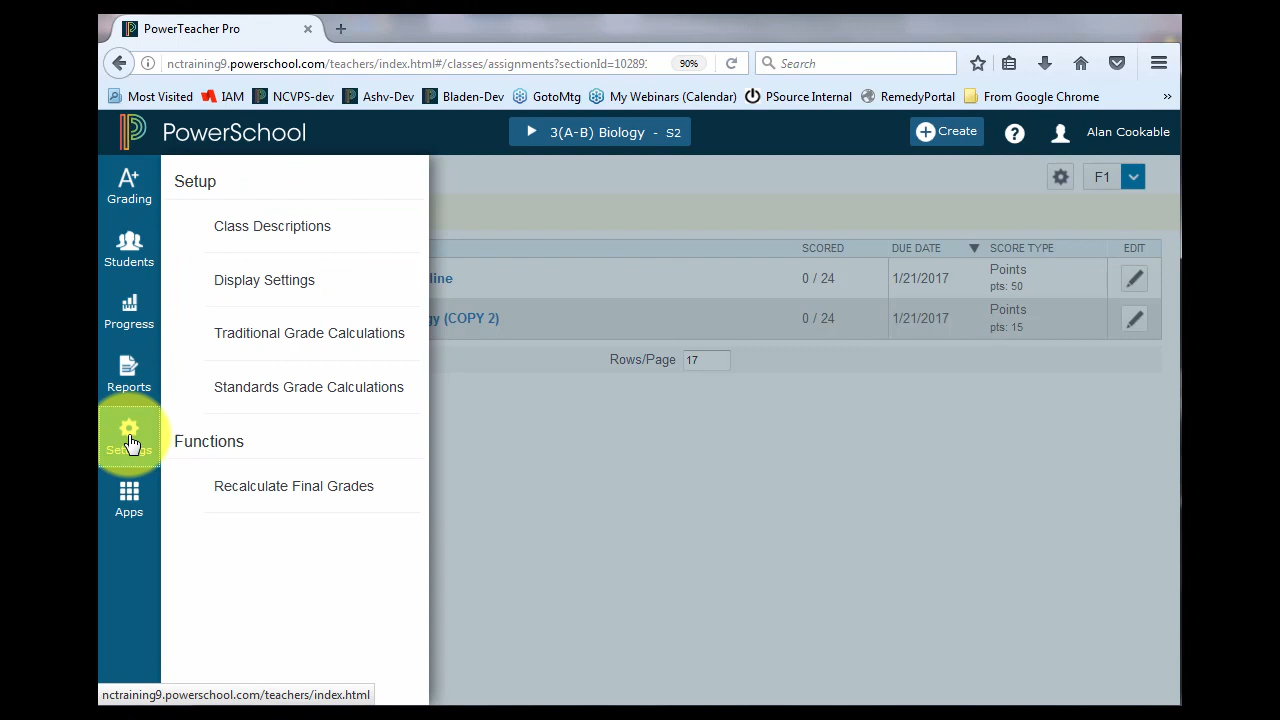 PowerTeacher Pro
nctraining9.powerschool.com/teachers/index.html#/classes/assignments?sectionId=10289
90%
Search
Most Visited
IAM
NCVPS-dev
Ashv-Dev
Bladen-Dev
GotoMtg
My Webinars (Calendar)
PSource Internal
RemedyPortal
From Google Chrome
»
PowerSchool
3(A-B) Biology - S2
Create
?
Alan Cookable
A+
Grading
Students
Progress
Reports
Settings
Apps
Setup
Class Descriptions
Display Settings
Traditional Grade Calculations
Standards Grade Calculations
Functions
Recalculate Final Grades
F1
SCORED DUE DATE SCORE TYPE EDIT
line 0 / 24 1/21/2017 Points
pts: 50
gy (COPY 2) 0 / 24 1/21/2017 Points
pts: 15
Rows/Page 17
nctraining9.powerschool.com/teachers/index.html